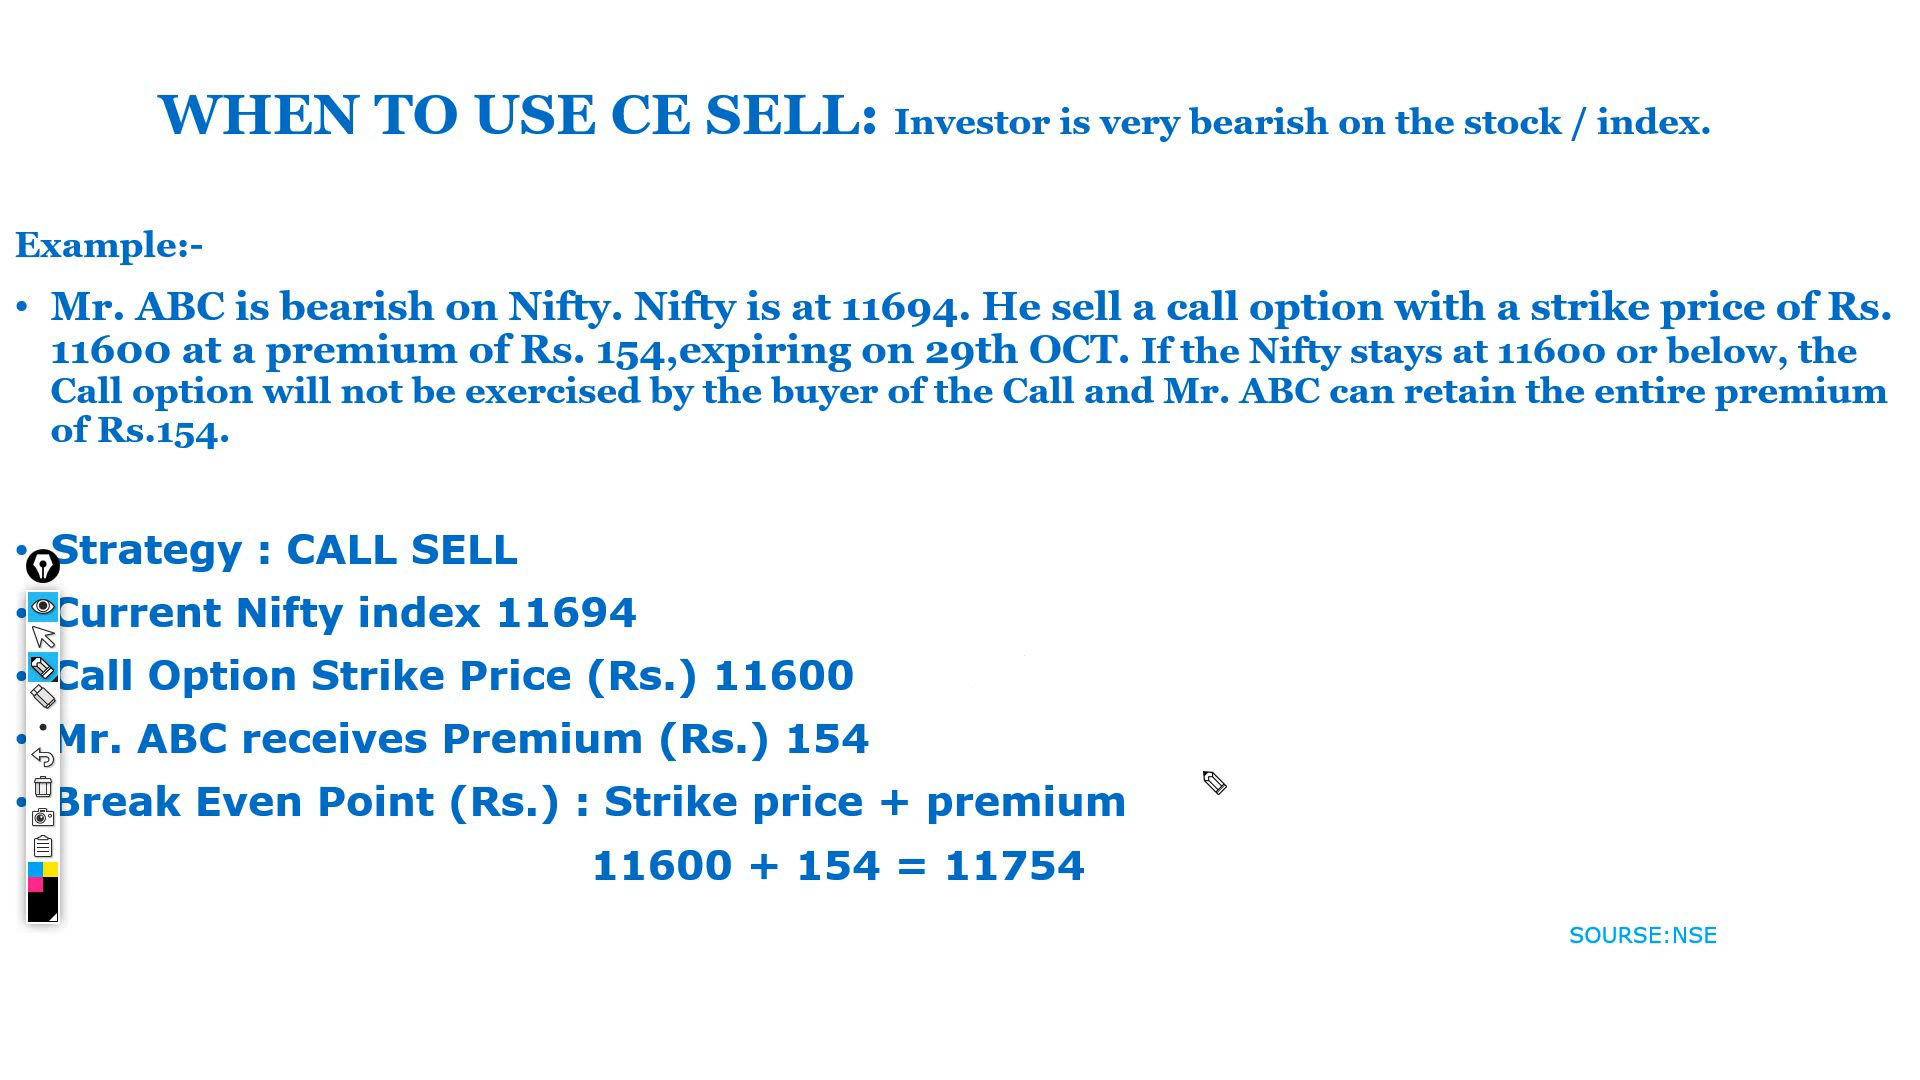 WHEN TO USE CE SELL: Investor is very bearish on the stock / index.
Example:-
• Mr. ABC is bearish on Nifty. Nifty is at 11694. He sell a call option with a strike price of Rs.
11600 at a premium of Rs. 154,expiring on 29th OCT. If the Nifty stays at 11600 or below, the
Call option will not be exercised by the buyer of the Call and Mr. ABC can retain the entire premium
of Rs.154.
• Strategy : CALL SELL
• Current Nifty index 11694
• Call Option Strike Price (Rs.) 11600
• Mr. ABC receives Premium (Rs.) 154
• Break Even Point (Rs.) : Strike price + premium
11600 + 154 = 11754
SOURSE:NSE